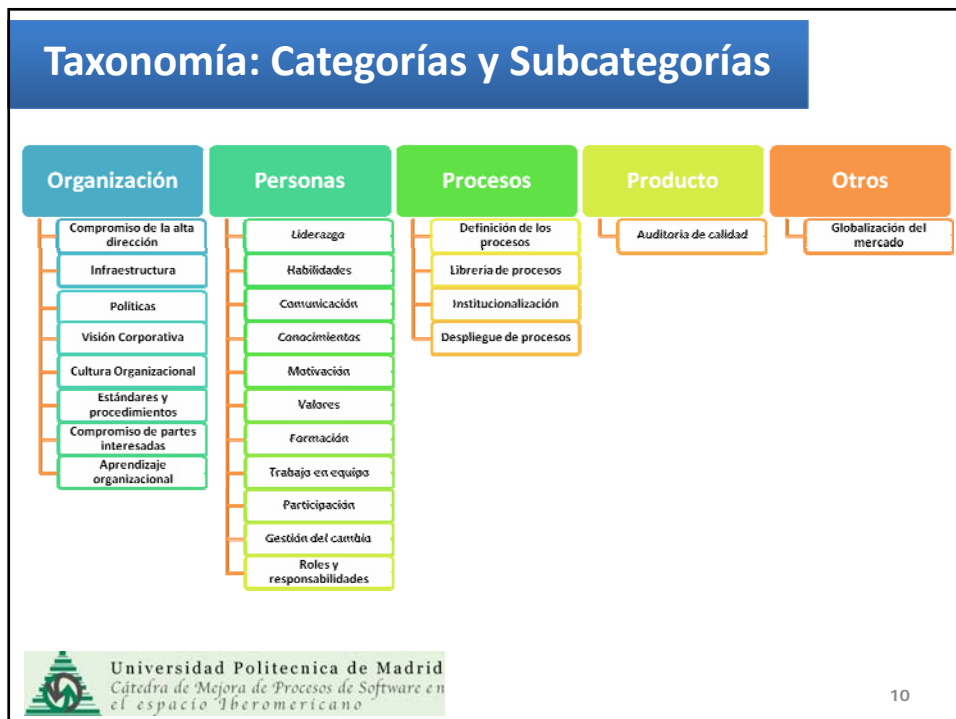 Taxonomía: Categorías y Subcategorías
Organización
Compromiso de la alta
dirección
Infraestructura
Políticas
Visión Corporativa
Cultura Organizacional
Estándares y
procedimientos
Compromiso de partes
interesadas
Aprendizaje
organizacional
Personas
Liderazgo
Habilidades
Comunicación
Conocimientos
Motivación
Valores
Formación
Trabajo en equipo
Participación
Gestión del cambio
Roles y
responsabilidades
Procesos
Definición de los
procesos
Librería de procesos
Institucionalización
Despliegue de procesos
Producto
Auditoria de calidad
Otros
Globalización del
mercado
Universidad Politecnica de Madrid
Cátedra de Mejora de Procesos de Software en
el espacio Iberomericano
10